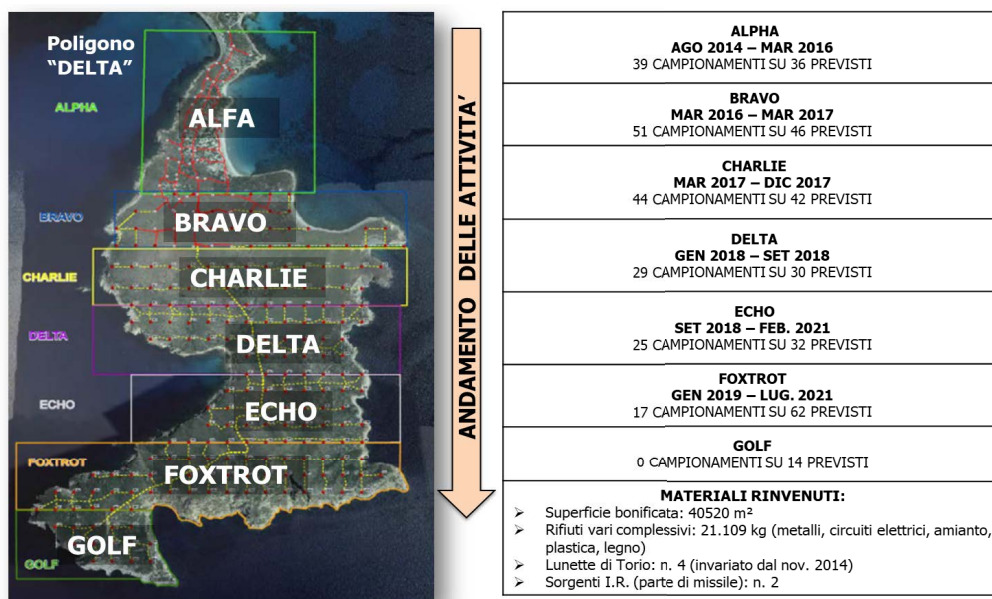 Poligono
“DELTA”
ALPHA
ALFA
BRAVO
BRAVO
CHARLIE
CHARLIE
DELTA
DELTA
ECHO
ECHO
FOXTROT
FOXTROT
GOLF
GOLF
ANDAMENTO DELLE ATTIVITA’
ALPHA
AGO 2014 – MAR 2016
39 CAMPIONAMENTI SU 36 PREVISTI
BRAVO
MAR 2016 – MAR 2017
51 CAMPIONAMENTI SU 46 PREVISTI
CHARLIE
MAR 2017 – DIC 2017
44 CAMPIONAMENTI SU 42 PREVISTI
DELTA
GEN 2018 – SET 2018
29 CAMPIONAMENTI SU 30 PREVISTI
ECHO
SET 2018 – FEB. 2021
25 CAMPIONAMENTI SU 32 PREVISTI
FOXTROT
GEN 2019 – LUG. 2021
17 CAMPIONAMENTI SU 62 PREVISTI
GOLF
0 CAMPIONAMENTI SU 14 PREVISTI
MATERIALI RINVENUTI:
➢ Superficie bonificata: 40520 m²
➢ Rifiuti vari complessivi: 21.109 kg (metalli, circuiti elettrici, amianto,
plastica, legno)
➢ Lunette di Torio: n. 4 (invariato dal nov. 2014)
➢ Sorgenti I.R. (parte di missile): n. 2